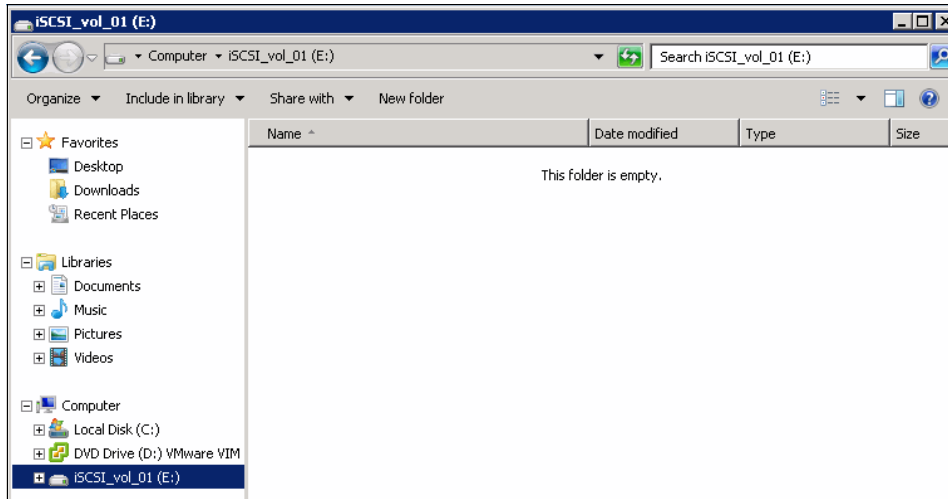 iSCSI_vol_01 (E:)
Computer iSCSI_vol_01 (E:) Search iSCSI_vol_01 (E:)
Organize Include in library Share with New folder
Name Date modified Type Size
This folder is empty.
Favorites
Desktop
Downloads
Recent Places
Libraries
Documents
Music
Pictures
Videos
Computer
Local Disk (C:)
DVD Drive (D:) VMware VIM
iSCSI_vol_01 (E:)